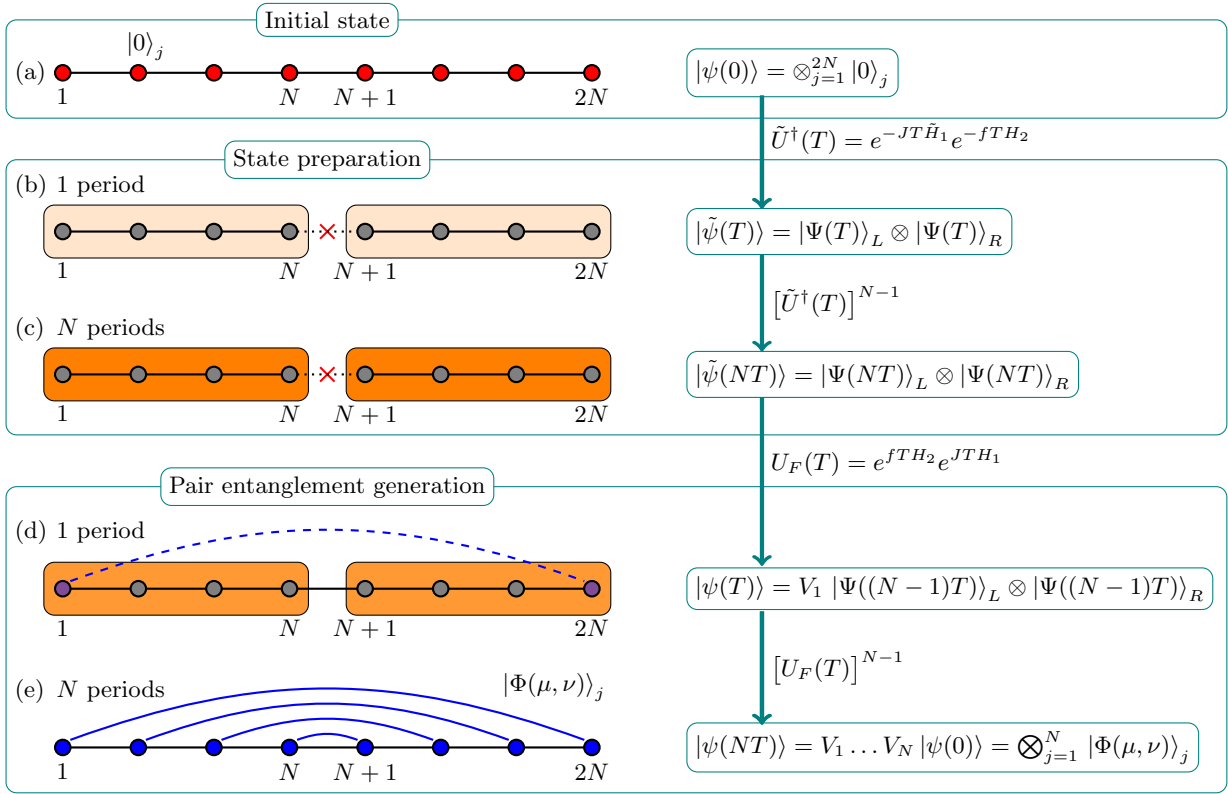 Initial state
|0⟩_j
(a)
1 N N + 1 2N
|ψ(0)⟩ = ⊗_{j=1}^{2N} |0⟩_j
Ũ†(T) = e^{−JTH̃_1} e^{−fTH_2}
State preparation
(b) 1 period
1 N N + 1 2N
|ψ̃(T)⟩ = |Ψ(T)⟩_L ⊗ |Ψ(T)⟩_R
[Ũ†(T)]^{N−1}
(c) N periods
1 N N + 1 2N
|ψ̃(NT)⟩ = |Ψ(NT)⟩_L ⊗ |Ψ(NT)⟩_R
U_F(T) = e^{fTH_2} e^{JTH_1}
Pair entanglement generation
(d) 1 period
1 N N + 1 2N
|ψ(T)⟩ = V_1 |Ψ((N − 1)T)⟩_L ⊗ |Ψ((N − 1)T)⟩_R
[U_F(T)]^{N−1}
(e) N periods
|Φ(μ, ν)⟩_j
1 N N + 1 2N
|ψ(NT)⟩ = V_1 … V_N |ψ(0)⟩ = ⊗_{j=1}^{N} |Φ(μ, ν)⟩_j